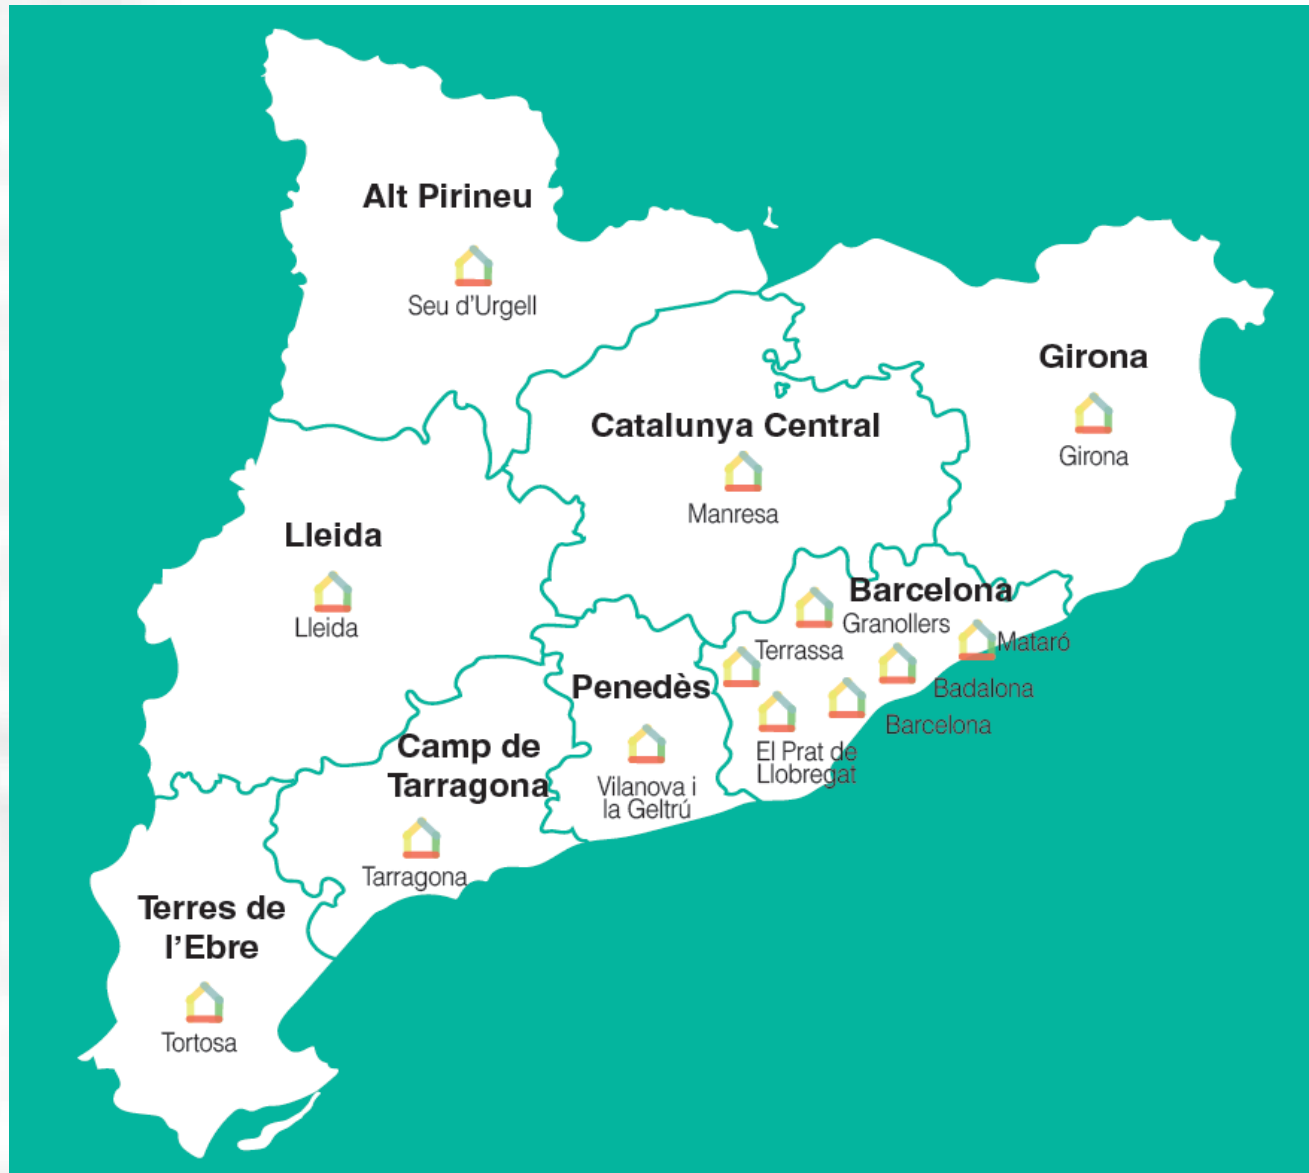 Alt Pirineu
Seu d'Urgell
Girona
Girona
Catalunya Central
Manresa
Lleida
Lleida
Barcelona
Granollers
Mataró
Terrassa
Badalona
Barcelona
El Prat de
Llobregat
Penedès
Vilanova i
la Geltrú
Camp de
Tarragona
Tarragona
Terres de
l'Ebre
Tortosa